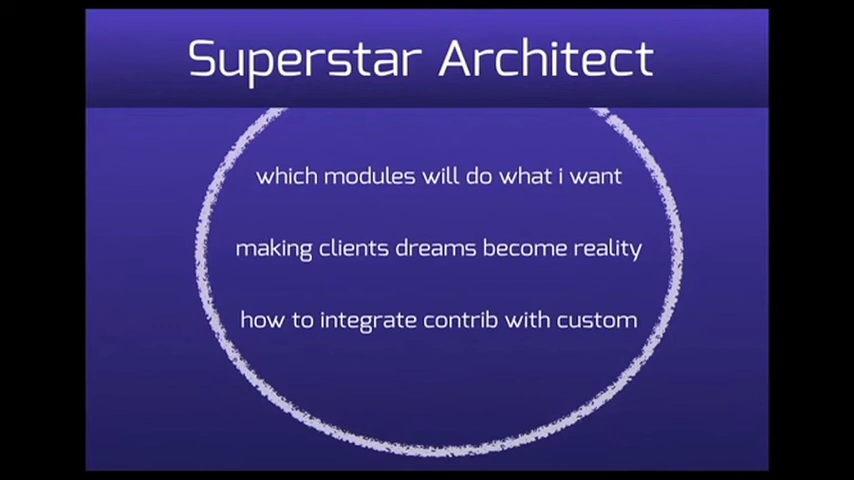 Superstar Architect
which modules will do what i want
making clients dreams become reality
how to integrate contrib with custom